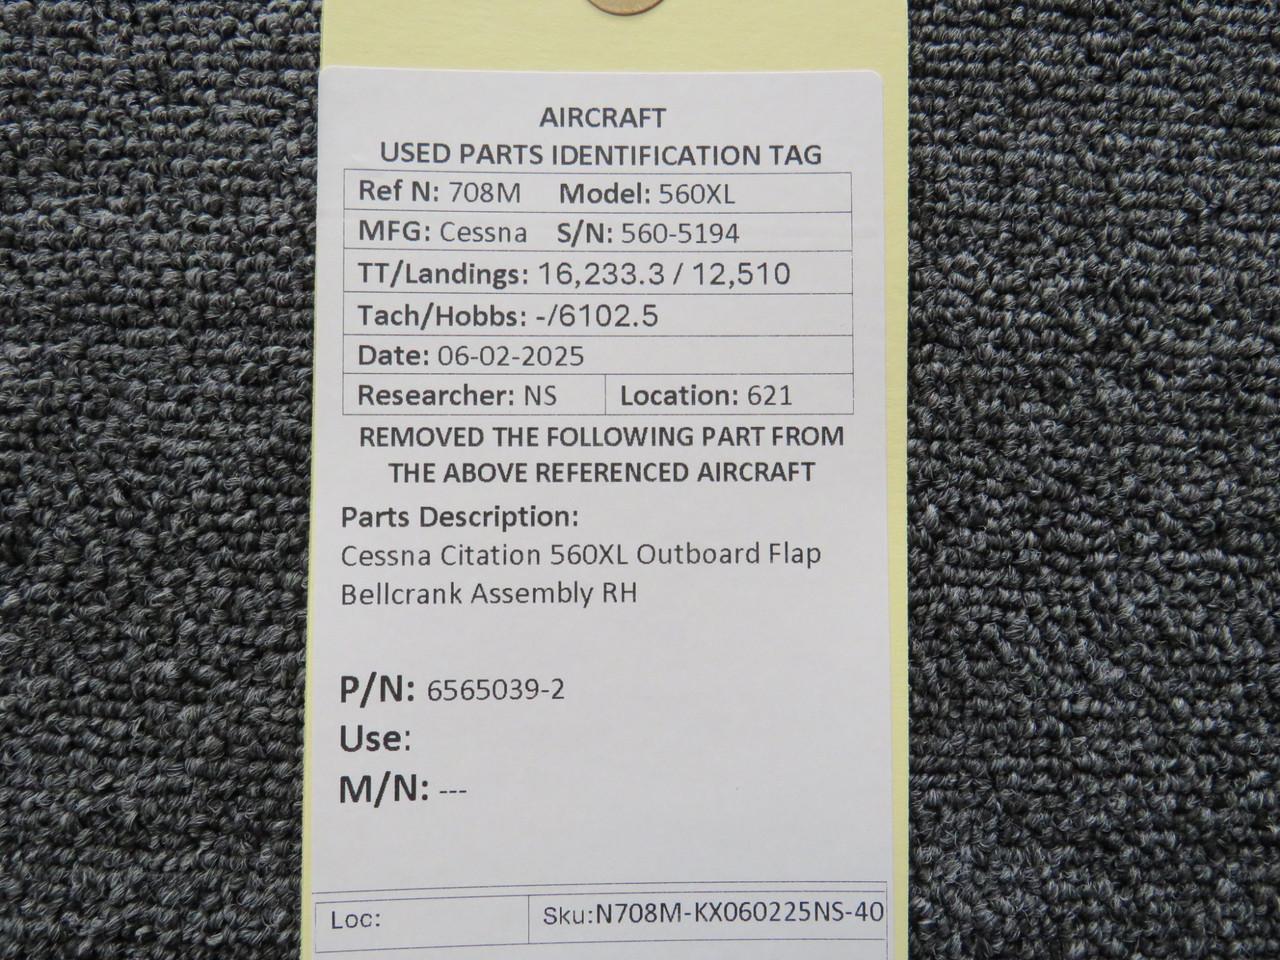 AIRCRAFT
USED PARTS IDENTIFICATION TAG
Ref N: 708M Model: 560XL
MFG: Cessna S/N: 560-5194
TT/Landings: 16,233.3 / 12,510
Tach/Hobbs: -/6102.5
Date: 06-02-2025
Researcher: NS Location: 621
REMOVED THE FOLLOWING PART FROM
THE ABOVE REFERENCED AIRCRAFT
Parts Description:
Cessna Citation 560XL Outboard Flap
Bellcrank Assembly RH
P/N: 6565039-2
Use:
M/N: ---
Loc: Sku:N708M-KX060225NS-40